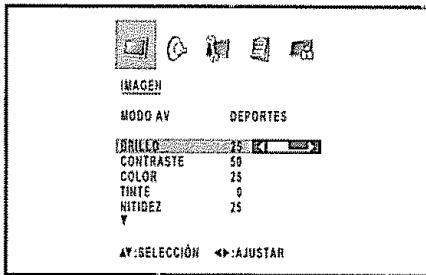 IMAGEN
MODO AV DEPORTES
BRILLO 25
CONTRASTE 50
COLOR 25
TINTE 0
NITIDEZ 25
▼
▲▼:SELECCIÓN ◄►:AJUSTAR